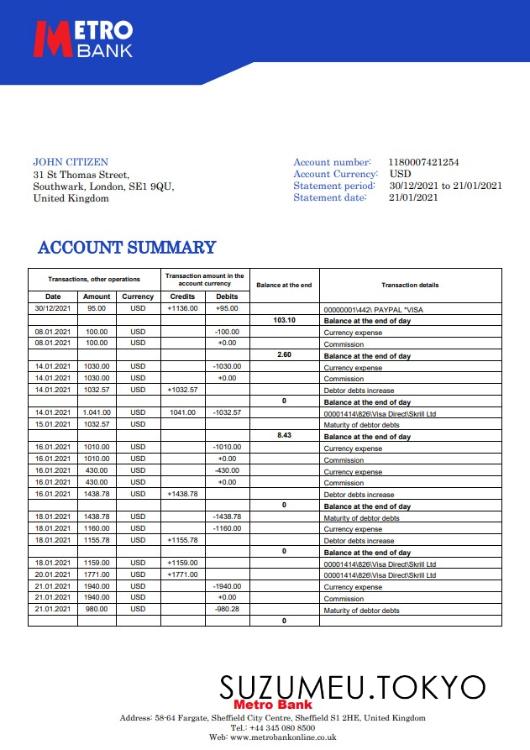 METRO
BANK
JOHN CITIZEN
31 St Thomas Street,
Southwark, London, SE1 9QU,
United Kingdom
Account number: 1180007421254
Account Currency: USD
Statement period: 30/12/2021 to 21/01/2021
Statement date: 21/01/2021
ACCOUNT SUMMARY
Transactions, other operations Transaction amount in the account currency Balance at the end Transaction details
Date Amount Currency Credits Debits
30/12/2021 95.00 USD +1136.00 +95.00 00000001\442\ PAYPAL *VISA
103.10 Balance at the end of day
08.01.2021 100.00 USD -100.00 Currency expense
08.01.2021 100.00 USD +0.00 Commission
2.60 Balance at the end of day
14.01.2021 1030.00 USD -1030.00 Currency expense
14.01.2021 1030.00 USD +0.00 Commission
14.01.2021 1032.57 USD +1032.57 Debtor debts increase
0 Balance at the end of day
14.01.2021 1.041.00 USD 1041.00 -1032.57 00001414\826\Visa Direct\Skrill Ltd
15.01.2021 1032.57 USD Maturity of debtor debts
8.43 Balance at the end of day
16.01.2021 1010.00 USD -1010.00 Currency expense
16.01.2021 1010.00 USD +0.00 Commission
16.01.2021 430.00 USD -430.00 Currency expense
16.01.2021 430.00 USD +0.00 Commission
16.01.2021 1438.78 USD +1438.78 Debtor debts increase
0 Balance at the end of day
18.01.2021 1438.78 USD -1438.78 Maturity of debtor debts
18.01.2021 1160.00 USD -1160.00 Currency expense
18.01.2021 1155.78 USD +1155.78 Debtor debts increase
0 Balance at the end of day
18.01.2021 1159.00 USD +1159.00 00001414\826\Visa Direct\Skrill Ltd
20.01.2021 1771.00 USD +1771.00 00001414\826\Visa Direct\Skrill Ltd
21.01.2021 1940.00 USD -1940.00 Currency expense
21.01.2021 1940.00 USD +0.00 Commission
21.01.2021 980.00 USD -980.28 Maturity of debtor debts
0
SUZUMEU.TOKYO
Metro Bank
Address: 58-64 Fargate, Sheffield City Centre, Sheffield S1 2HE, United Kingdom
Tel.: +44 345 080 8500
Web: www.metrobankonline.co.uk